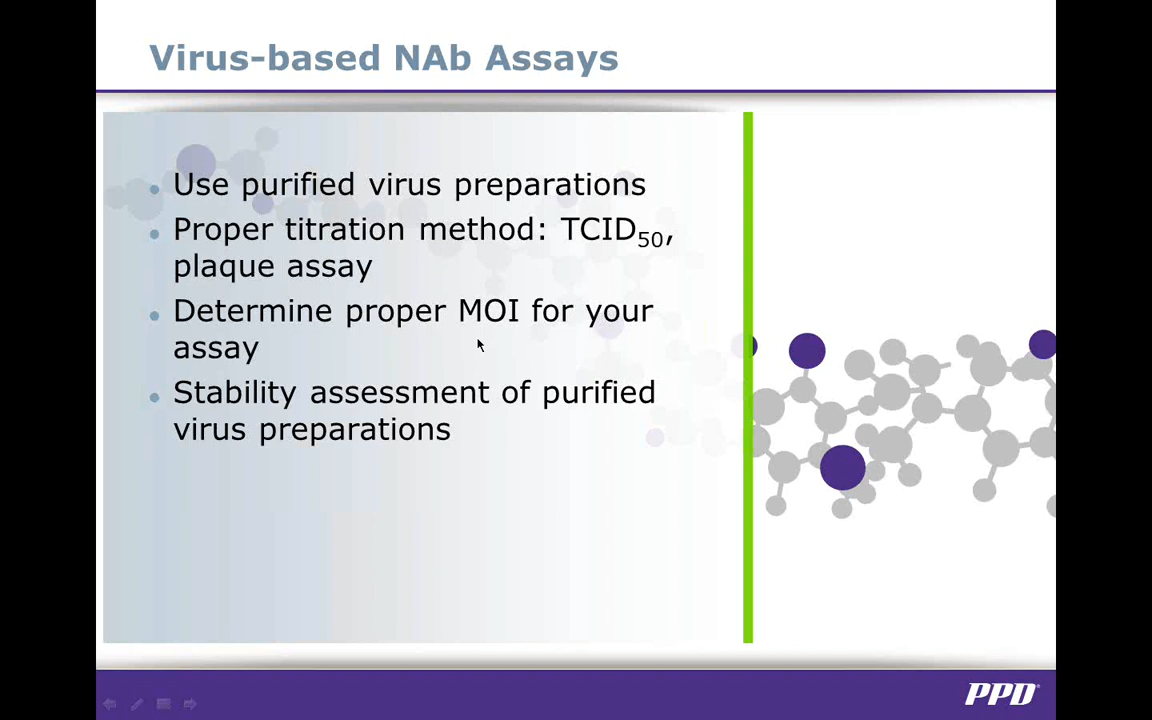 Virus-based NAb Assays
Use purified virus preparations
Proper titration method: TCID50,
plaque assay
Determine proper MOI for your
assay
Stability assessment of purified
virus preparations
PPD®